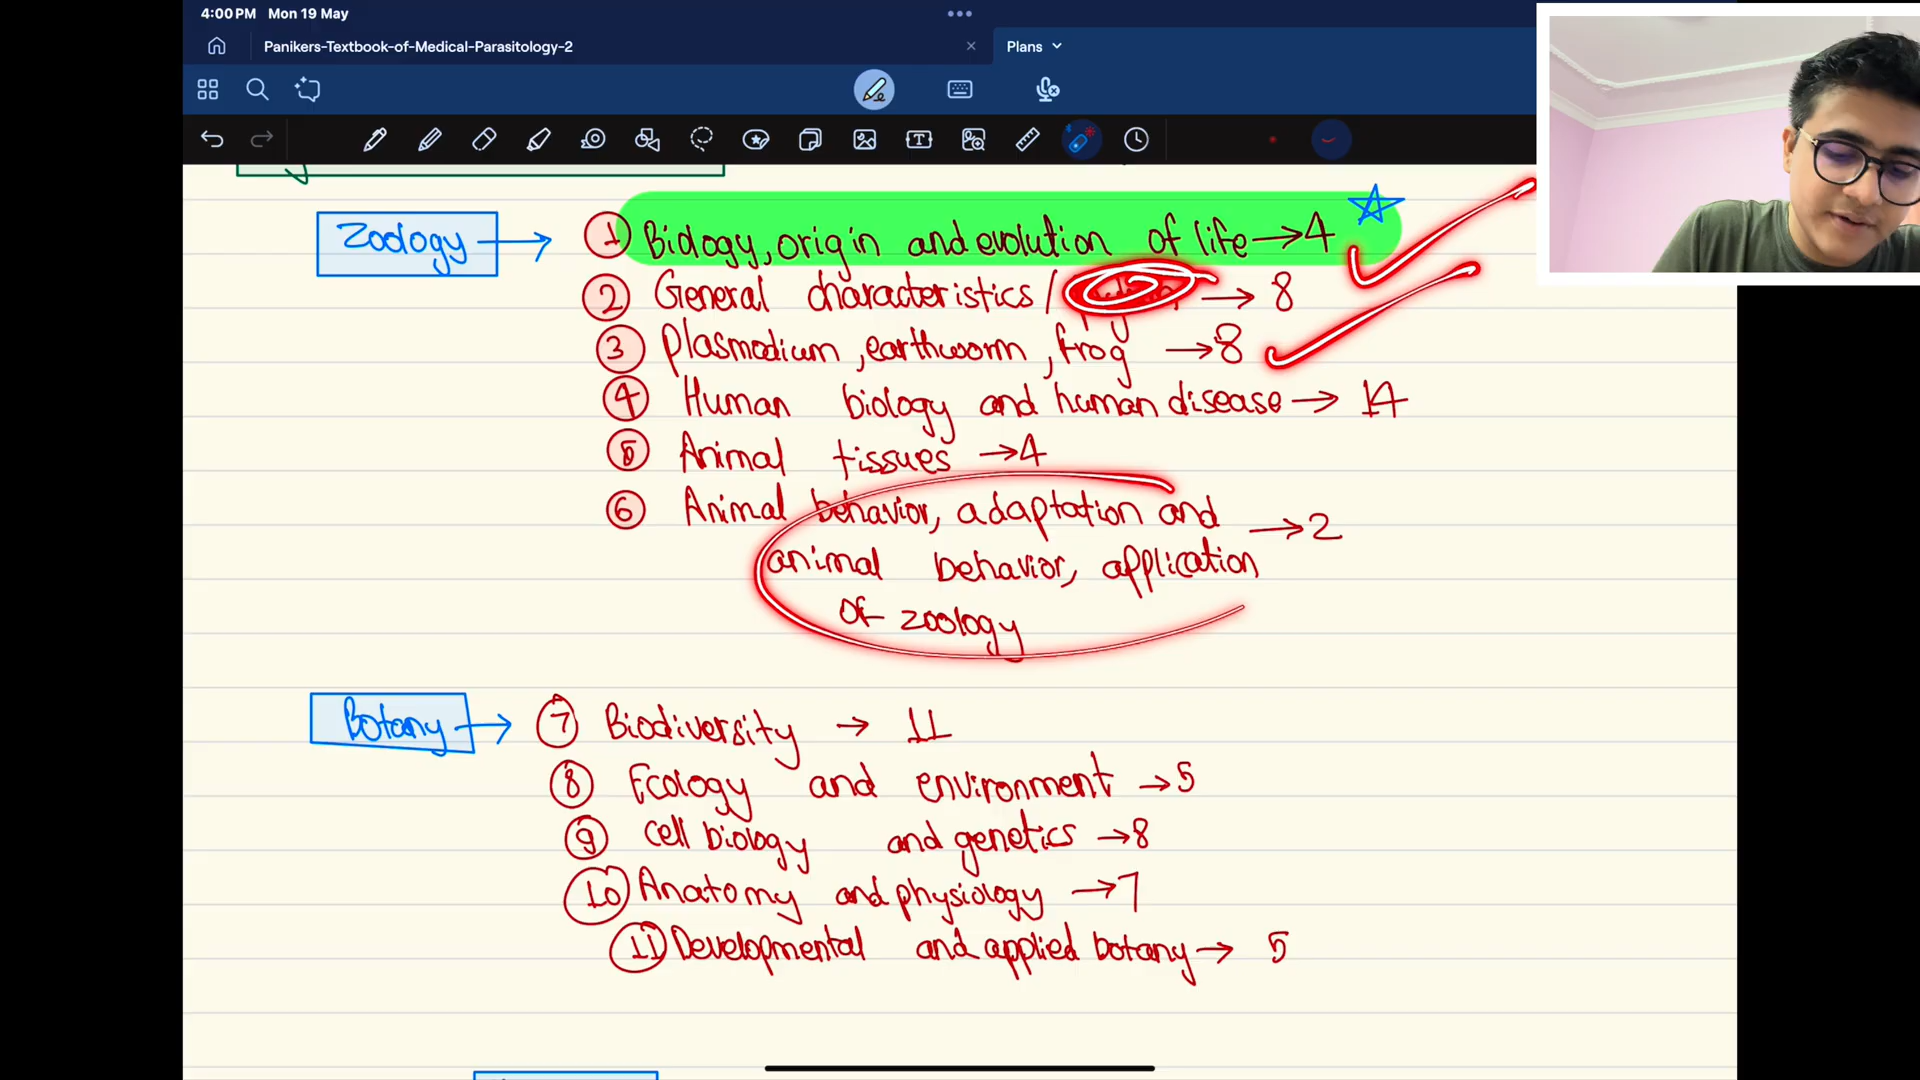 4:00 PM Mon 19 May
Panikers-Textbook-of-Medical-Parasitology-2
Plans
Zoology → ① Biology, origin and evolution of life → 4
② General characteristics / → 8
③ Plasmodium, earthworm, frog → 8
④ Human biology and human disease → 14
⑤ Animal tissues → 4
⑥ Animal behavior, adaptation and
animal behavior, application → 2
of zoology
Botany → ⑦ Biodiversity → 11
⑧ Ecology and environment → 5
⑨ Cell biology and genetics → 8
⑩ Anatomy and physiology → 7
⑪ Developmental and applied botany → 5